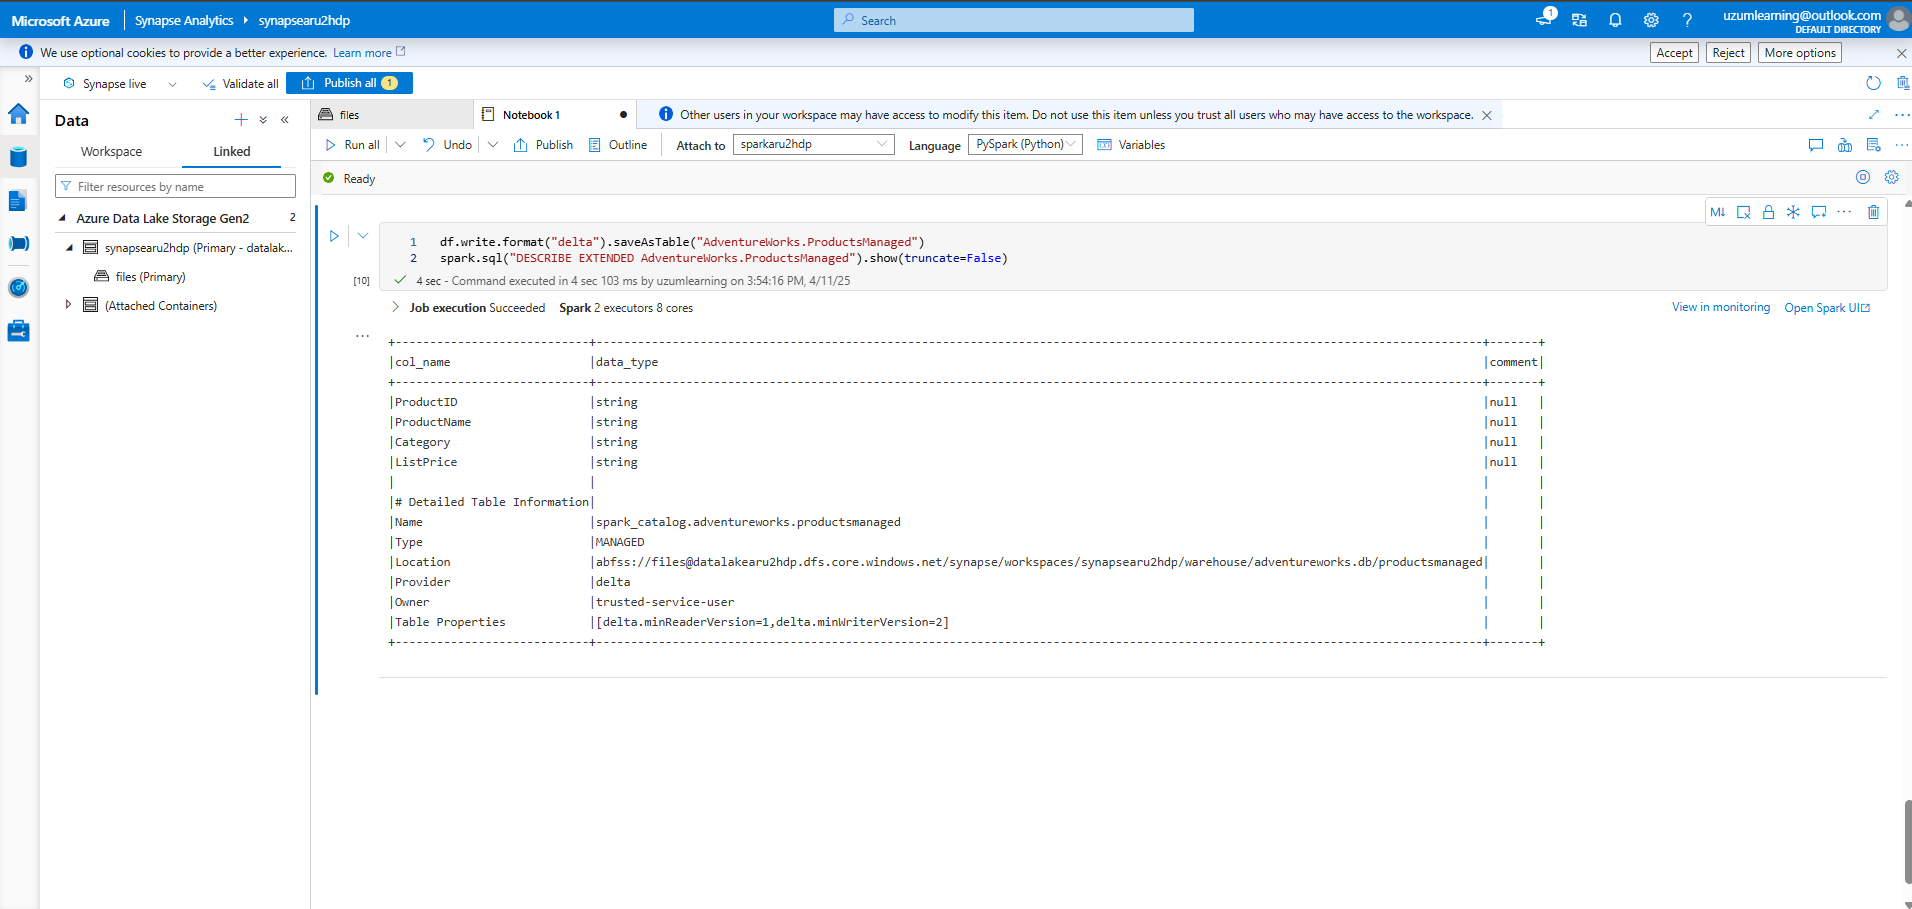 Microsoft Azure
Synapse Analytics
synapsearu2hdp
Search
1
uzumlearning@outlook.com
DEFAULT DIRECTORY
We use optional cookies to provide a better experience. Learn more
Accept
Reject
More options
Synapse live
Validate all
Publish all 1
Data
Workspace
Linked
Filter resources by name
Azure Data Lake Storage Gen2 2
synapsearu2hdp (Primary - datalak...
files (Primary)
(Attached Containers)
files
Notebook 1
Other users in your workspace may have access to modify this item. Do not use this item unless you trust all users who may have access to the workspace.
Run all
Undo
Publish
Outline
Attach to
sparkaru2hdp
Language
PySpark (Python)
Variables
Ready
M↓
1 df.write.format("delta").saveAsTable("AdventureWorks.ProductsManaged")
2 spark.sql("DESCRIBE EXTENDED AdventureWorks.ProductsManaged").show(truncate=False)
[10]
4 sec - Command executed in 4 sec 103 ms by uzumlearning on 3:54:16 PM, 4/11/25
Job execution Succeeded Spark 2 executors 8 cores
View in monitoring
Open Spark UI
|col_name |data_type |comment|
|ProductID |string |null |
|ProductName |string |null |
|Category |string |null |
|ListPrice |string |null |
| | | |
|# Detailed Table Information| | |
|Name |spark_catalog.adventureworks.productsmanaged | |
|Type |MANAGED | |
|Location |abfss://files@datalakearu2hdp.dfs.core.windows.net/synapse/workspaces/synapsearu2hdp/warehouse/adventureworks.db/productsmanaged| |
|Provider |delta | |
|Owner |trusted-service-user | |
|Table Properties |[delta.minReaderVersion=1,delta.minWriterVersion=2] | |